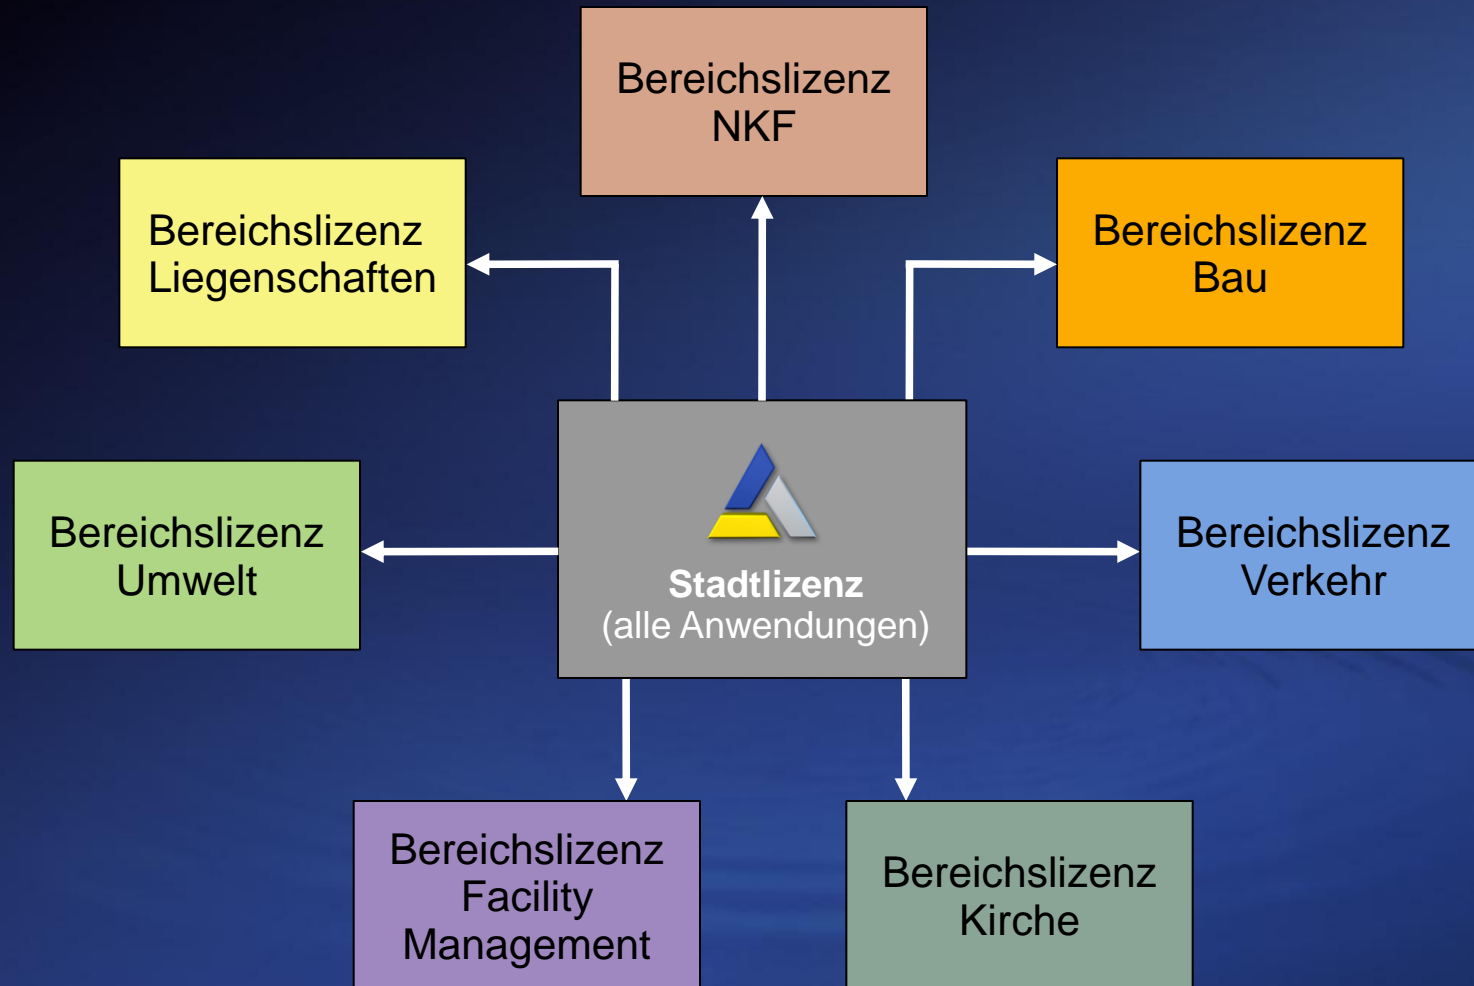 Bereichslizenz
NKF
Bereichslizenz
Liegenschaften
Bereichslizenz
Bau
Bereichslizenz
Umwelt
Stadtlizenz
(alle Anwendungen)
Bereichslizenz
Verkehr
Bereichslizenz
Facility
Management
Bereichslizenz
Kirche